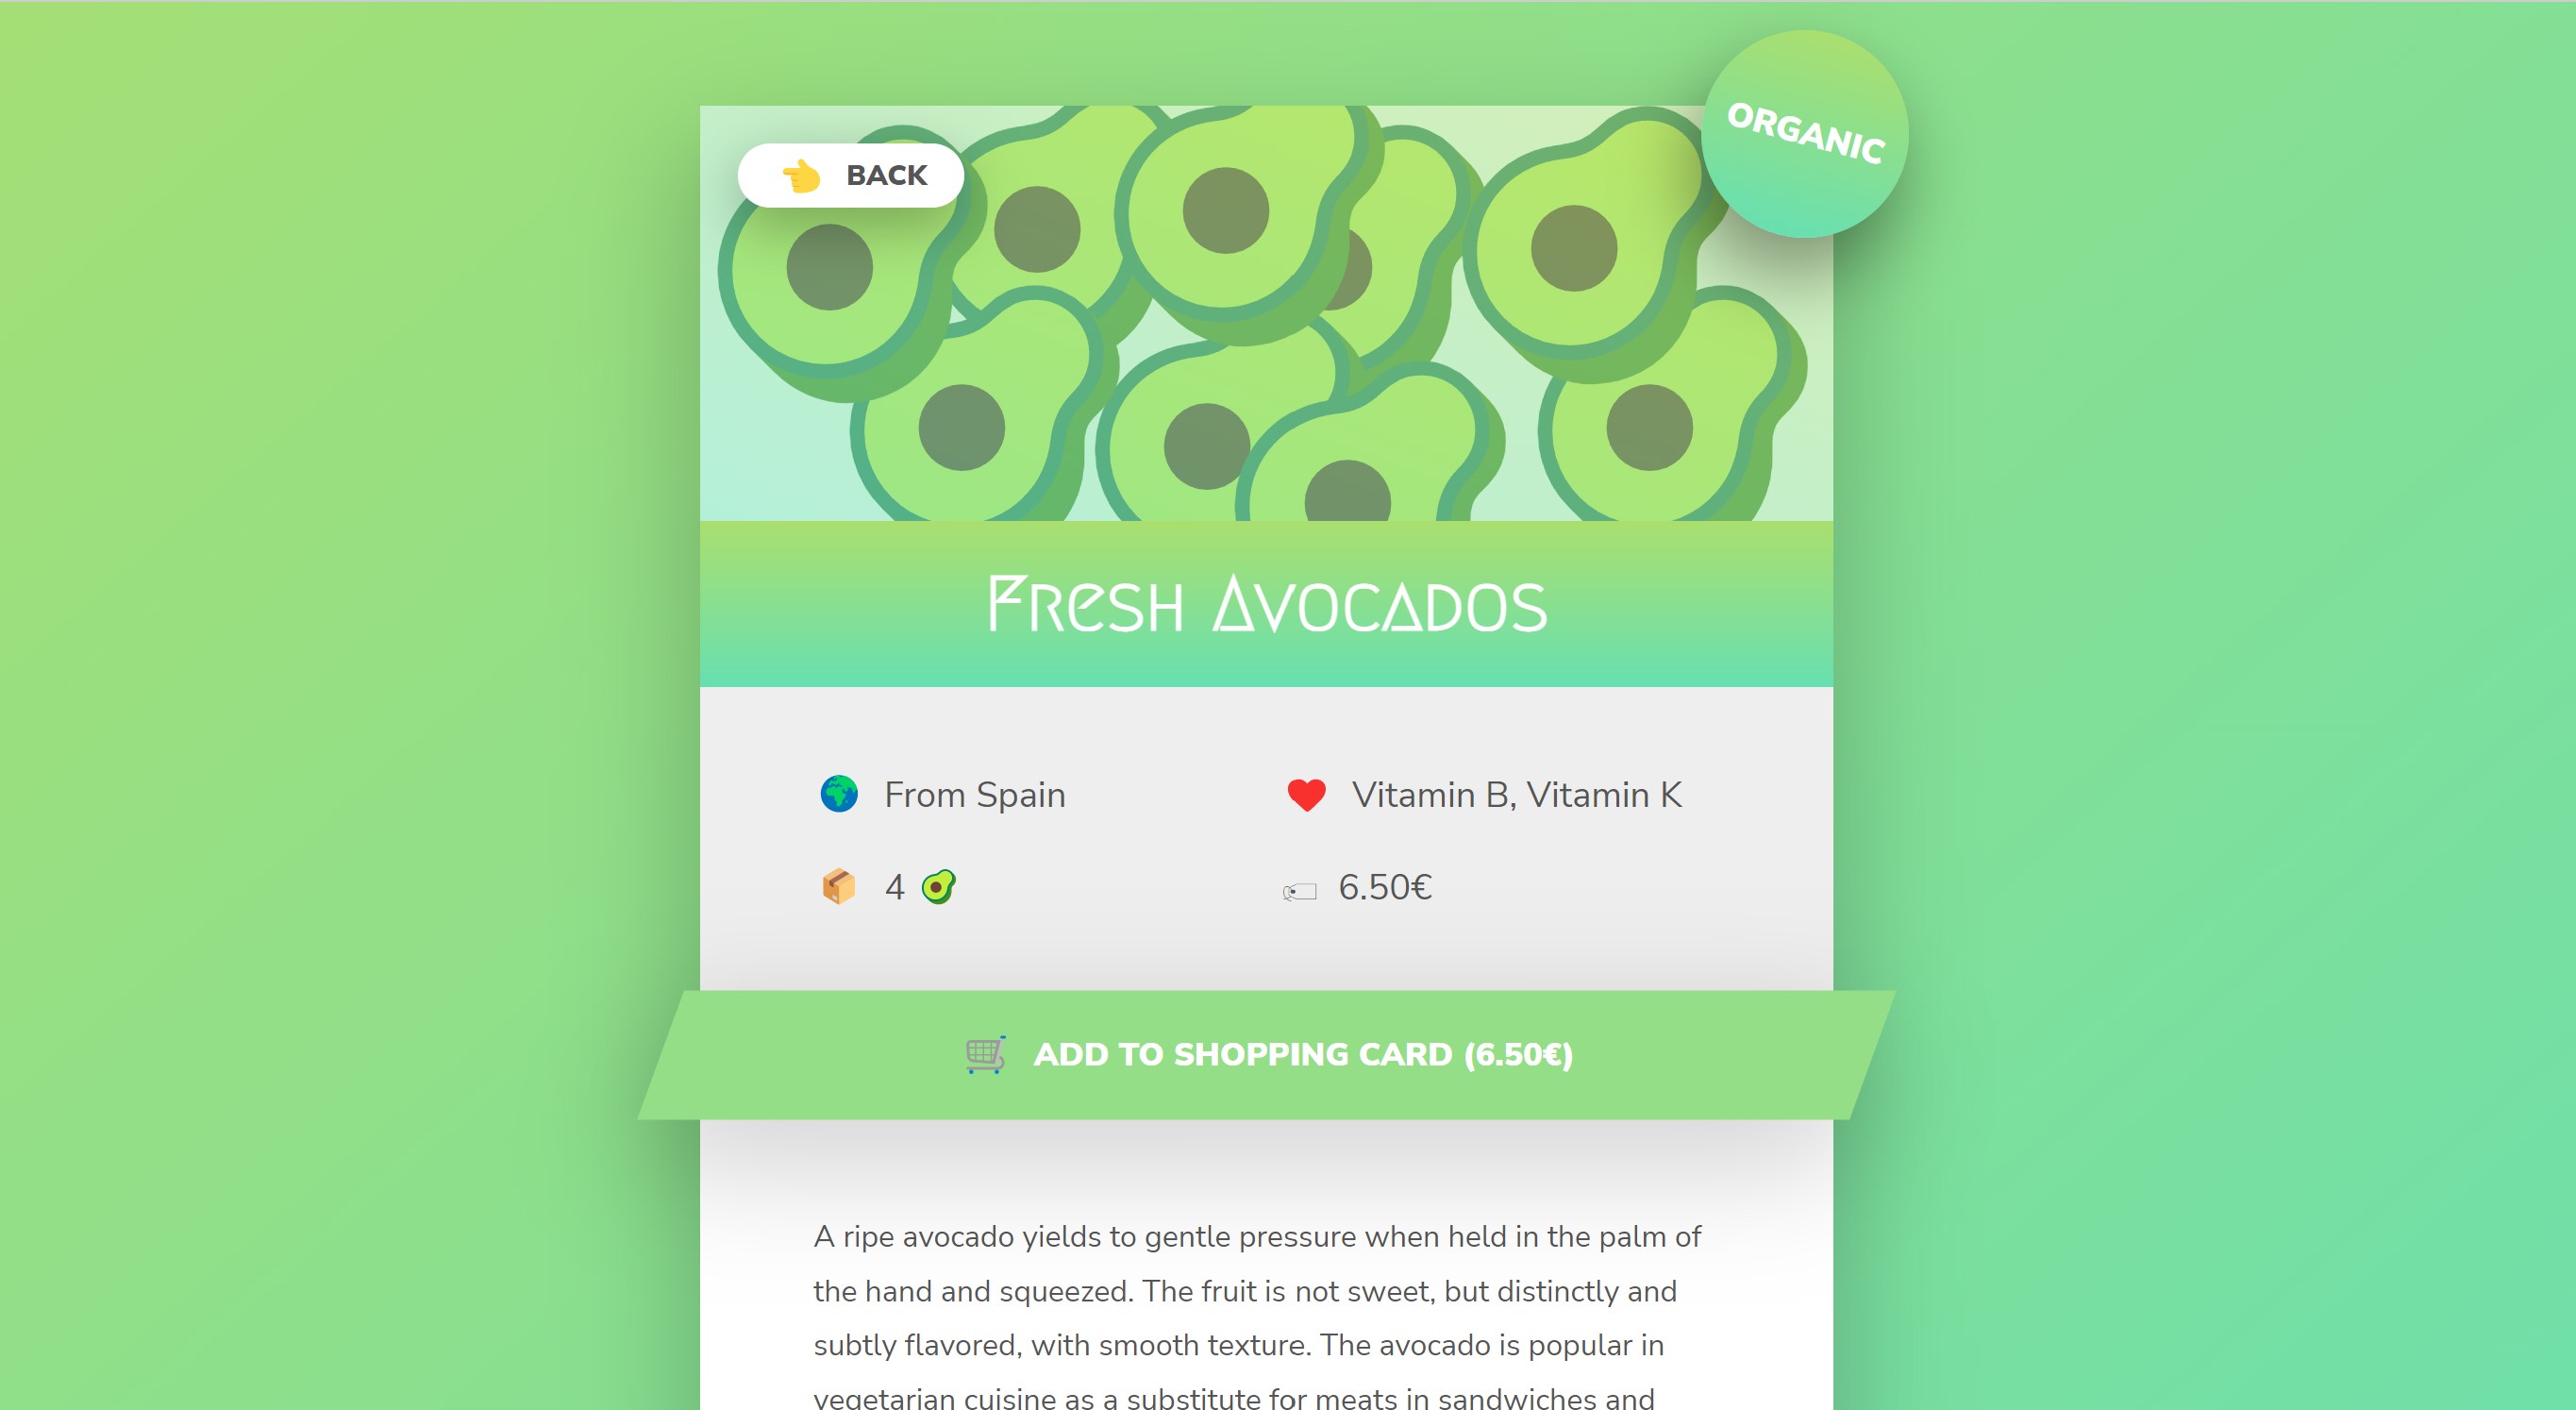 ORGANIC
👈 BACK
Fresh Avocados
🌍 From Spain
❤️ Vitamin B, Vitamin K
📦 4 🥑
🏷 6.50€
🛒 ADD TO SHOPPING CARD (6.50€)
A ripe avocado yields to gentle pressure when held in the palm of
the hand and squeezed. The fruit is not sweet, but distinctly and
subtly flavored, with smooth texture. The avocado is popular in
vegetarian cuisine as a substitute for meats in sandwiches and